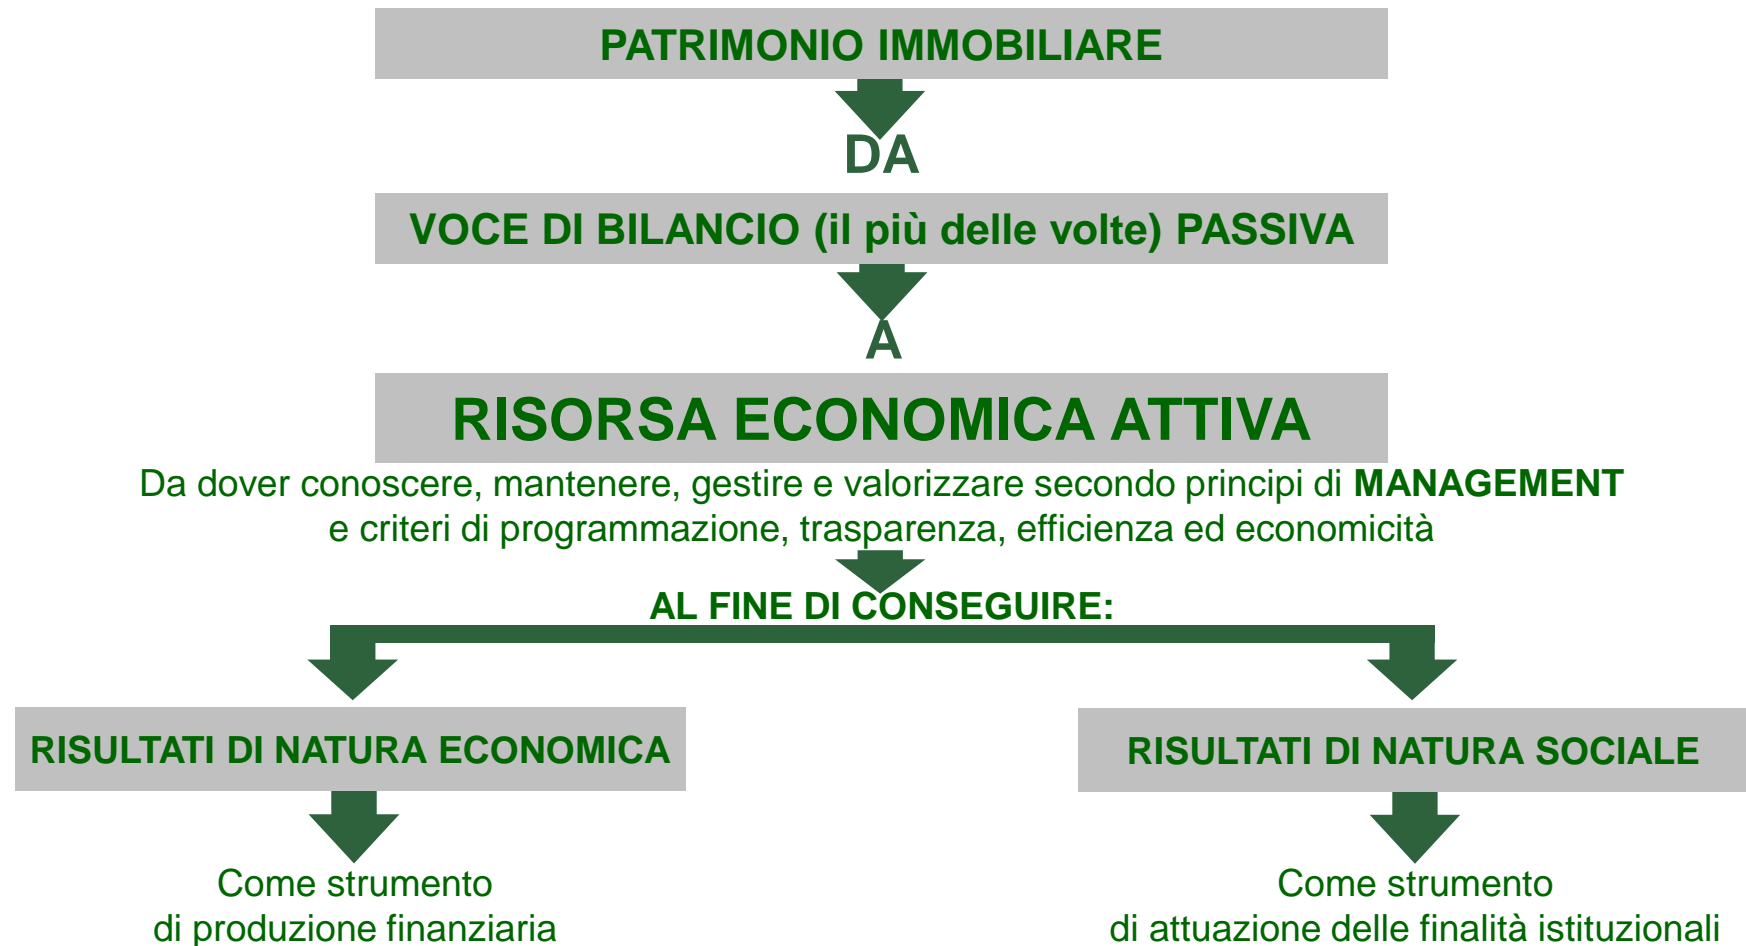 PATRIMONIO IMMOBILIARE
DA
VOCE DI BILANCIO (il più delle volte) PASSIVA
A
RISORSA ECONOMICA ATTIVA
Da dover conoscere, mantenere, gestire e valorizzare secondo principi di MANAGEMENT
e criteri di programmazione, trasparenza, efficienza ed economicità
AL FINE DI CONSEGUIRE:
RISULTATI DI NATURA ECONOMICA
RISULTATI DI NATURA SOCIALE
Come strumento
di produzione finanziaria
Come strumento
di attuazione delle finalità istituzionali